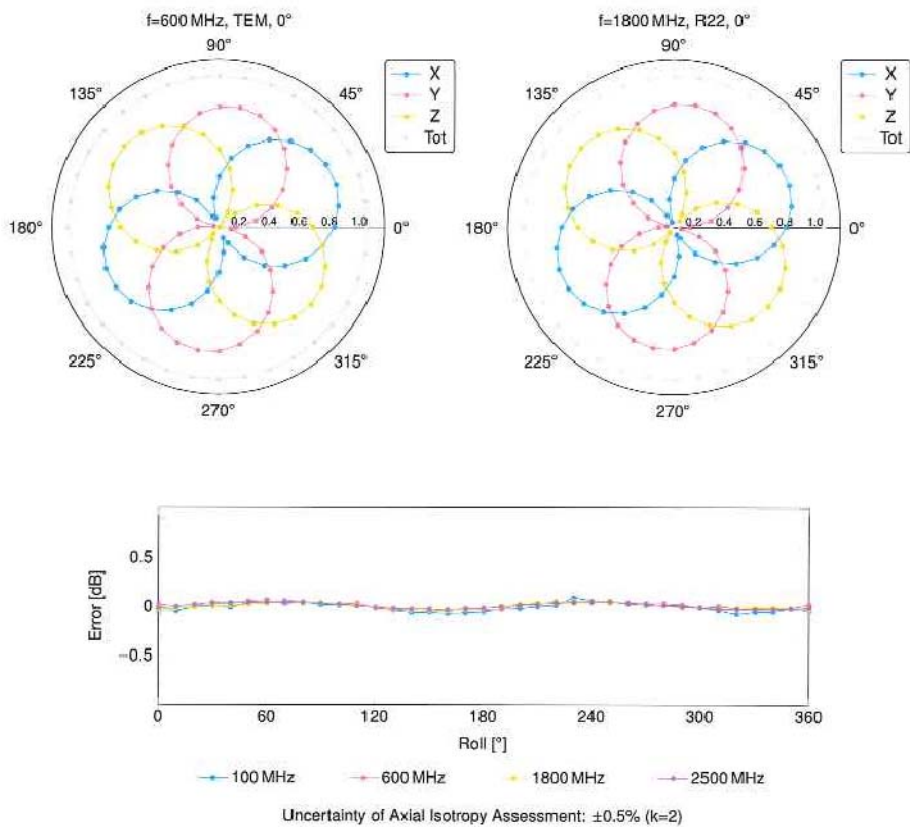 f=600 MHz, TEM, 0°
90°
135°
45°
180°
0.2 0.4 0.6 0.8 1.0
0°
225°
315°
270°
X
Y
Z
Tot
f=1800 MHz, R22, 0°
90°
135°
45°
180°
0.2 0.4 0.6 0.8 1.0
0°
225°
315°
270°
X
Y
Z
Tot
Error [dB]
0.5
0
−0.5
0 60 120 180 240 300 360
Roll [°]
100 MHz 600 MHz 1800 MHz 2500 MHz
Uncertainty of Axial Isotropy Assessment: ±0.5% (k=2)